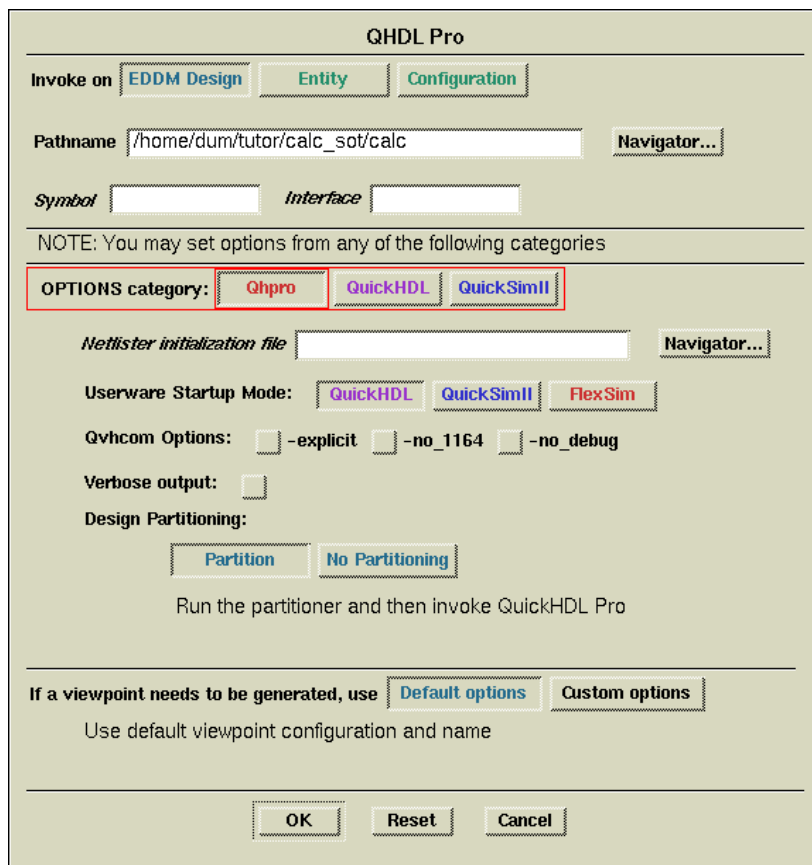 QHDL Pro
Invoke on EDDM Design Entity Configuration
Pathname /home/dum/tutor/calc_sot/calc Navigator...
Symbol Interface
NOTE: You may set options from any of the following categories
OPTIONS category: Qhpro QuickHDL QuickSimII
Netlister initialization file Navigator...
Userware Startup Mode: QuickHDL QuickSimII FlexSim
Qvhcom Options: -explicit -no_1164 -no_debug
Verbose output:
Design Partitioning:
Partition No Partitioning
Run the partitioner and then invoke QuickHDL Pro
If a viewpoint needs to be generated, use Default options Custom options
Use default viewpoint configuration and name
OK Reset Cancel